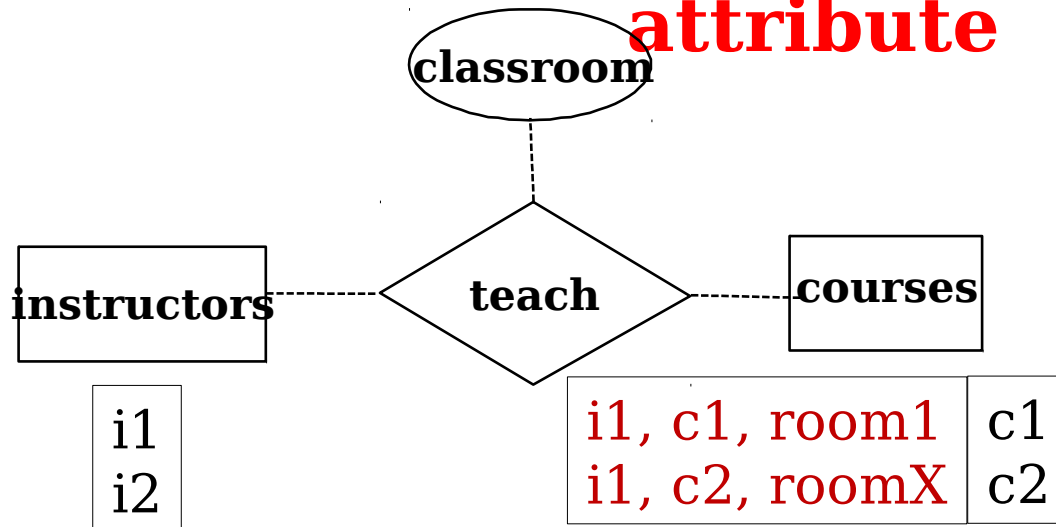 attribute
classroom
instructors
teach
courses
i1
i2
i1, c1, room1
i1, c2, roomX
c1
c2